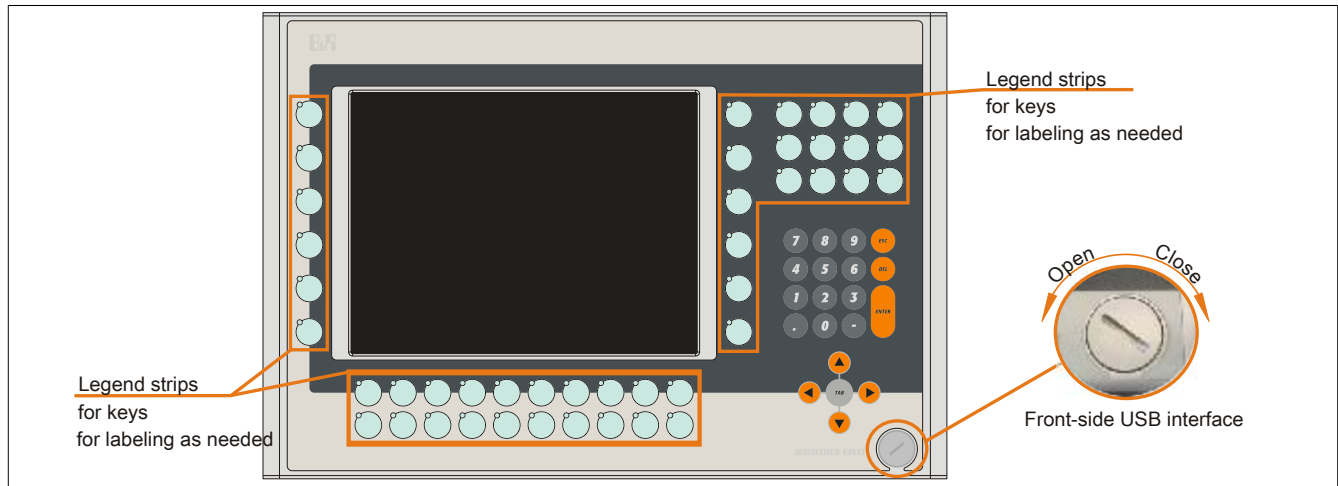 B&R
Legend strips
for keys
for labeling as needed
7 8 9 ESC
4 5 6 DEL
1 2 3
ENTER
. 0 -
TAB
Open
Close
Front-side USB interface
Legend strips
for keys
for labeling as needed